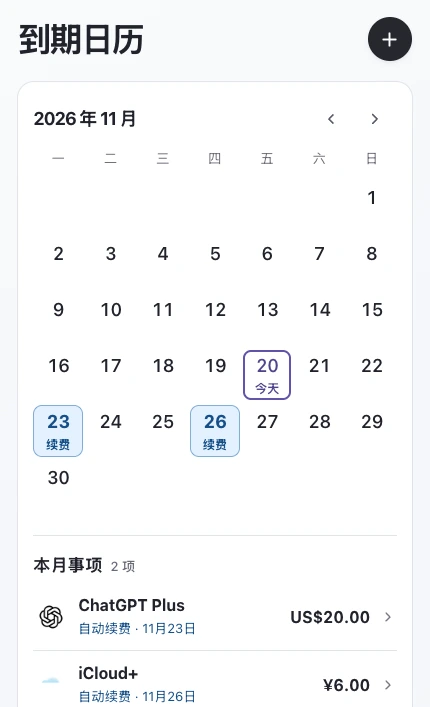 到期日历
2026 年 11 月
一 二 三 四 五 六 日
1
2 3 4 5 6 7 8
9 10 11 12 13 14 15
16 17 18 19 20 21 22
今天
23 24 25 26 27 28 29
续费 续费
30
本月事项 2 项
ChatGPT Plus
US$20.00
自动续费 · 11月23日
iCloud+
¥6.00
自动续费 · 11月26日